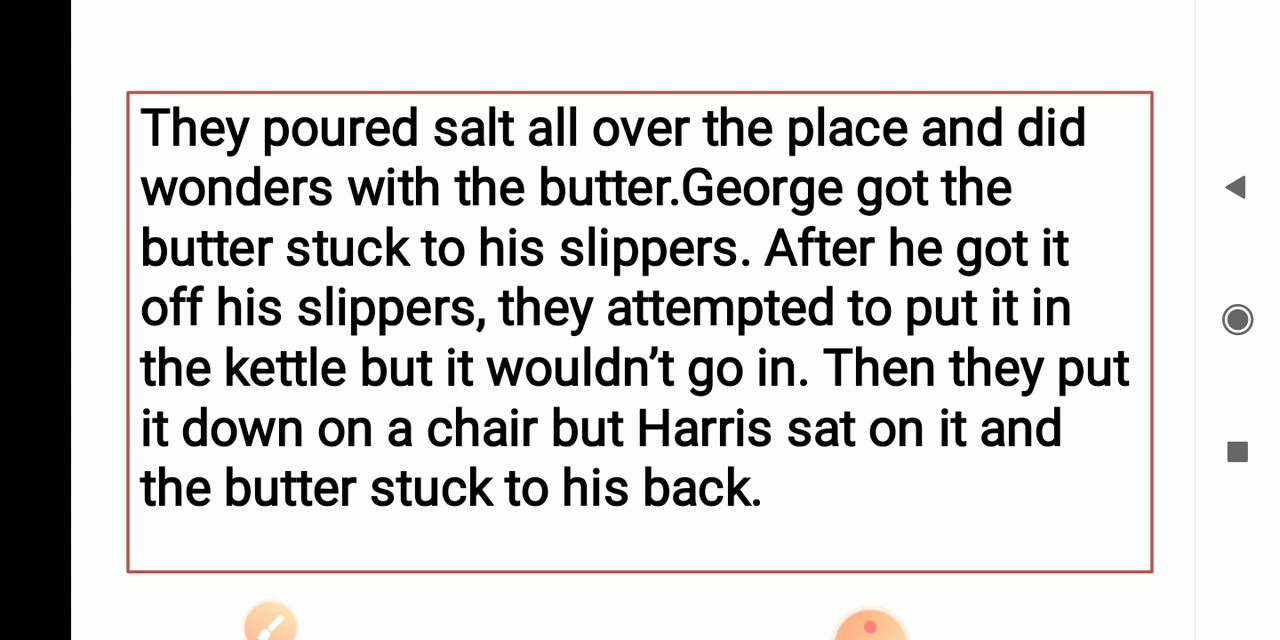 They poured salt all over the place and did
wonders with the butter.George got the
butter stuck to his slippers. After he got it
off his slippers, they attempted to put it in
the kettle but it wouldn’t go in. Then they put
it down on a chair but Harris sat on it and
the butter stuck to his back.